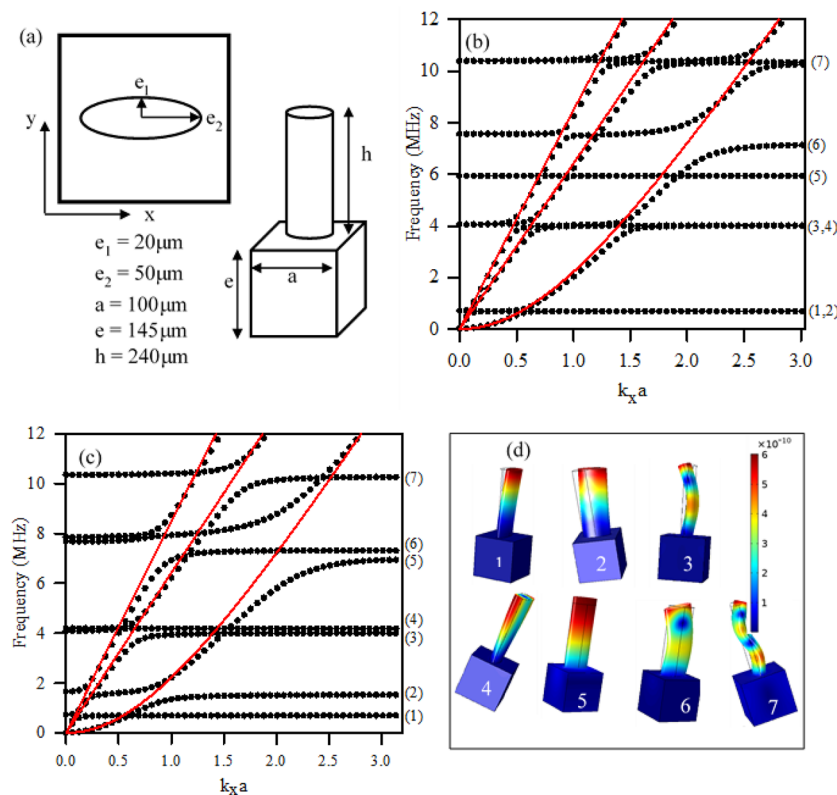 (a)
e1
e2
y
x
h
e
a
e1 = 20μm
e2 = 50μm
a = 100μm
e = 145μm
h = 240μm
(b)
Frequency (MHz)
12
10
8
6
4
2
0
0.0 0.5 1.0 1.5 2.0 2.5 3.0
kxa
(7)
(6)
(5)
(3,4)
(1,2)
(c)
Frequency (MHz)
12
10
8
6
4
2
0
0.0 0.5 1.0 1.5 2.0 2.5 3.0
kxa
(7)
(6)
(5)
(4)
(3)
(2)
(1)
(d)
×10⁻¹⁰
6
5
4
3
2
1
1 2 3
4 5 6 7